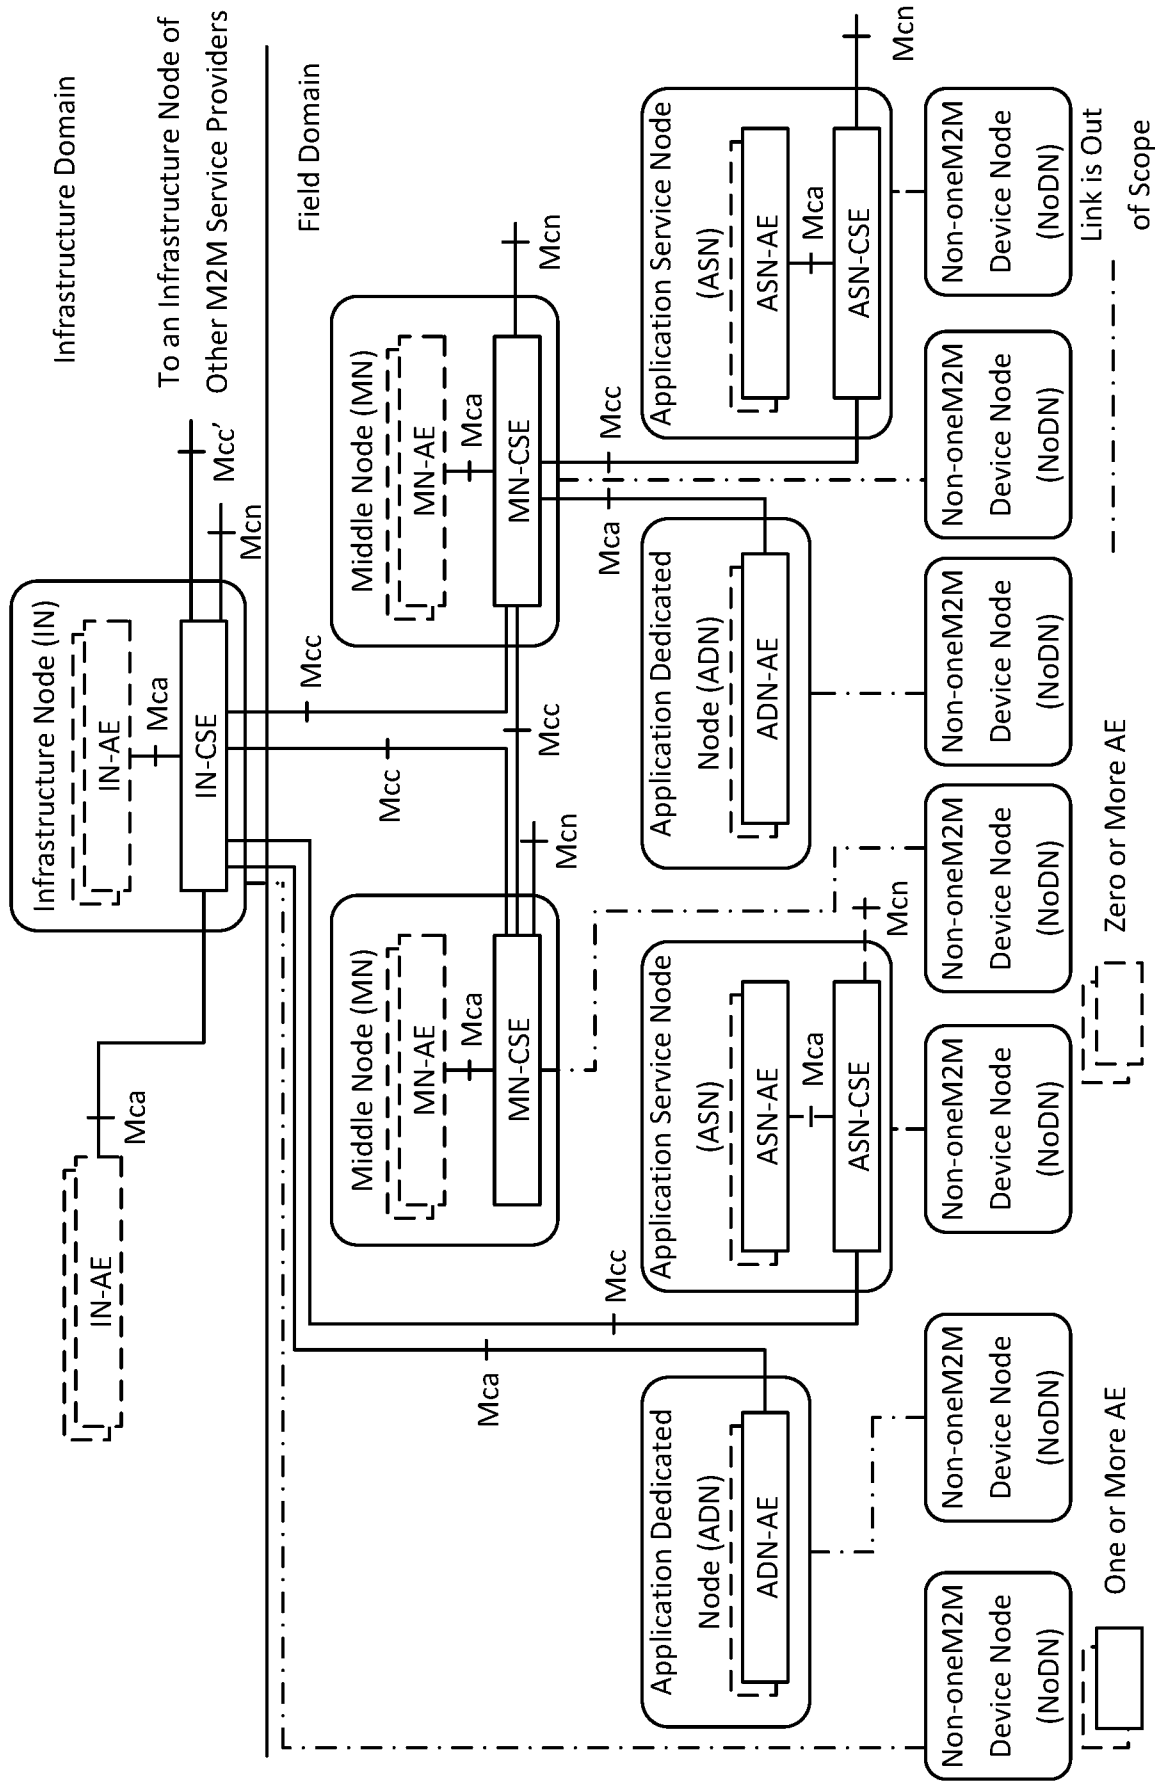 Infrastructure Domain
To an Infrastructure Node of
Other M2M Service Providers
Infrastructure Node (IN)
IN-AE
Mca
IN-CSE
Mcc’
Mcn
IN-AE
Mca
Field Domain
Mcc
Mcc
Mcc
Middle Node (MN)
MN-AE
Mca
MN-CSE
Mcn
Middle Node (MN)
MN-AE
Mca
MN-CSE
Mcn
Mca
Mcc
Mca
Mcc
Application Dedicated
Node (ADN)
ADN-AE
Application Service Node
(ASN)
ASN-AE
Mca
ASN-CSE
Mcn
Application Dedicated
Node (ADN)
ADN-AE
Application Service Node
(ASN)
ASN-AE
Mca
ASN-CSE
Mcn
Non-oneM2M
Device Node
(NoDN)
Non-oneM2M
Device Node
(NoDN)
Non-oneM2M
Device Node
(NoDN)
Non-oneM2M
Device Node
(NoDN)
Non-oneM2M
Device Node
(NoDN)
Non-oneM2M
Device Node
(NoDN)
Non-oneM2M
Device Node
(NoDN)
One or More AE
Zero or More AE
Link is Out
of Scope